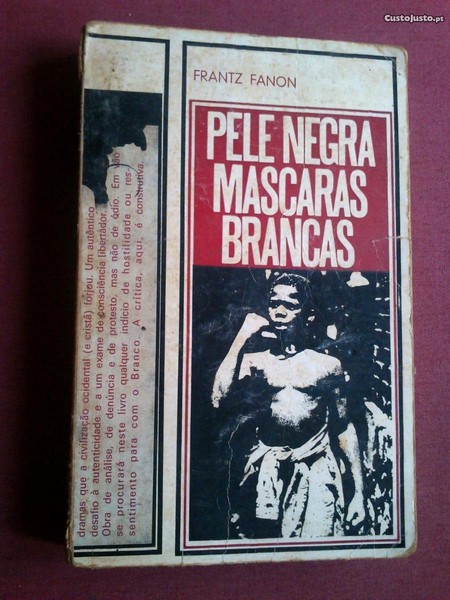 CustoJusto.pt
FRANTZ FANON
PELE NEGRA
MASCARAS
BRANCAS
dramas que a civilização ocidental (e cristã) forjou. Um autêntico
desafio à autenticidade e a um exame de consciência libertador.
Obra de análise, de denúncia e de protesto, mas não de ódio. Em vão
se procurará neste livro qualquer indício de hostilidade ou res-
sentimento para com o Branco. A crítica, aqui, é construtiva.